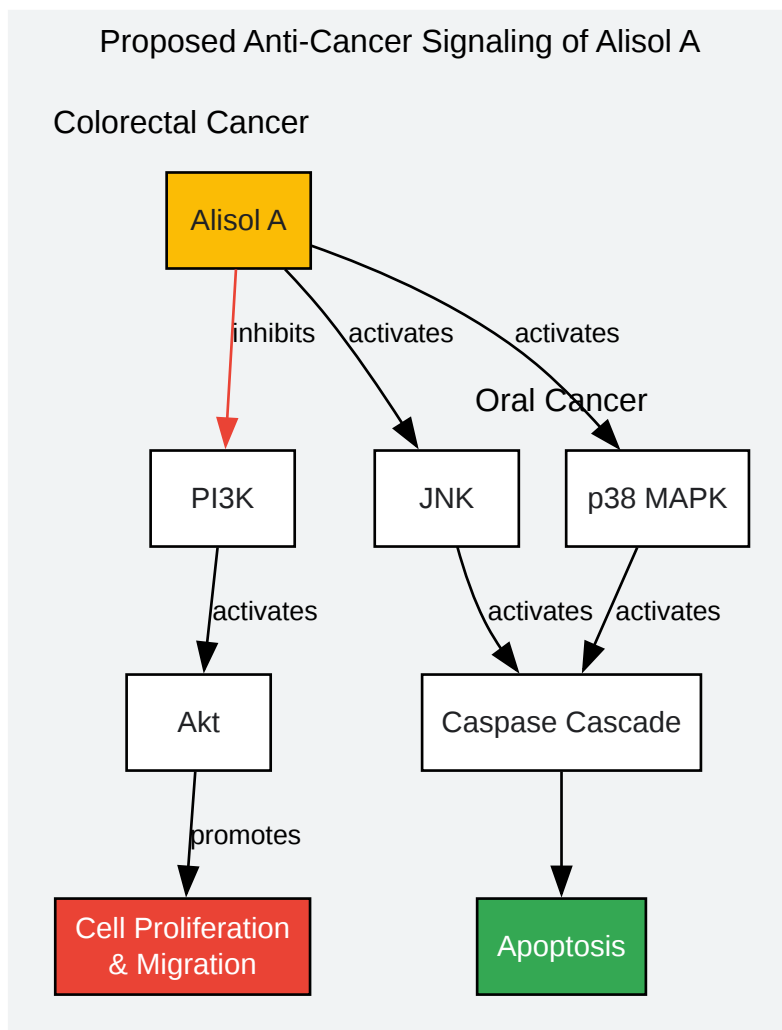 Proposed Anti-Cancer Signaling of Alisol A
Colorectal Cancer
Alisol A
inhibits
activates
activates
Oral Cancer
PI3K
JNK
p38 MAPK
activates
activates
activates
Akt
Caspase Cascade
promotes
Cell Proliferation
& Migration
Apoptosis